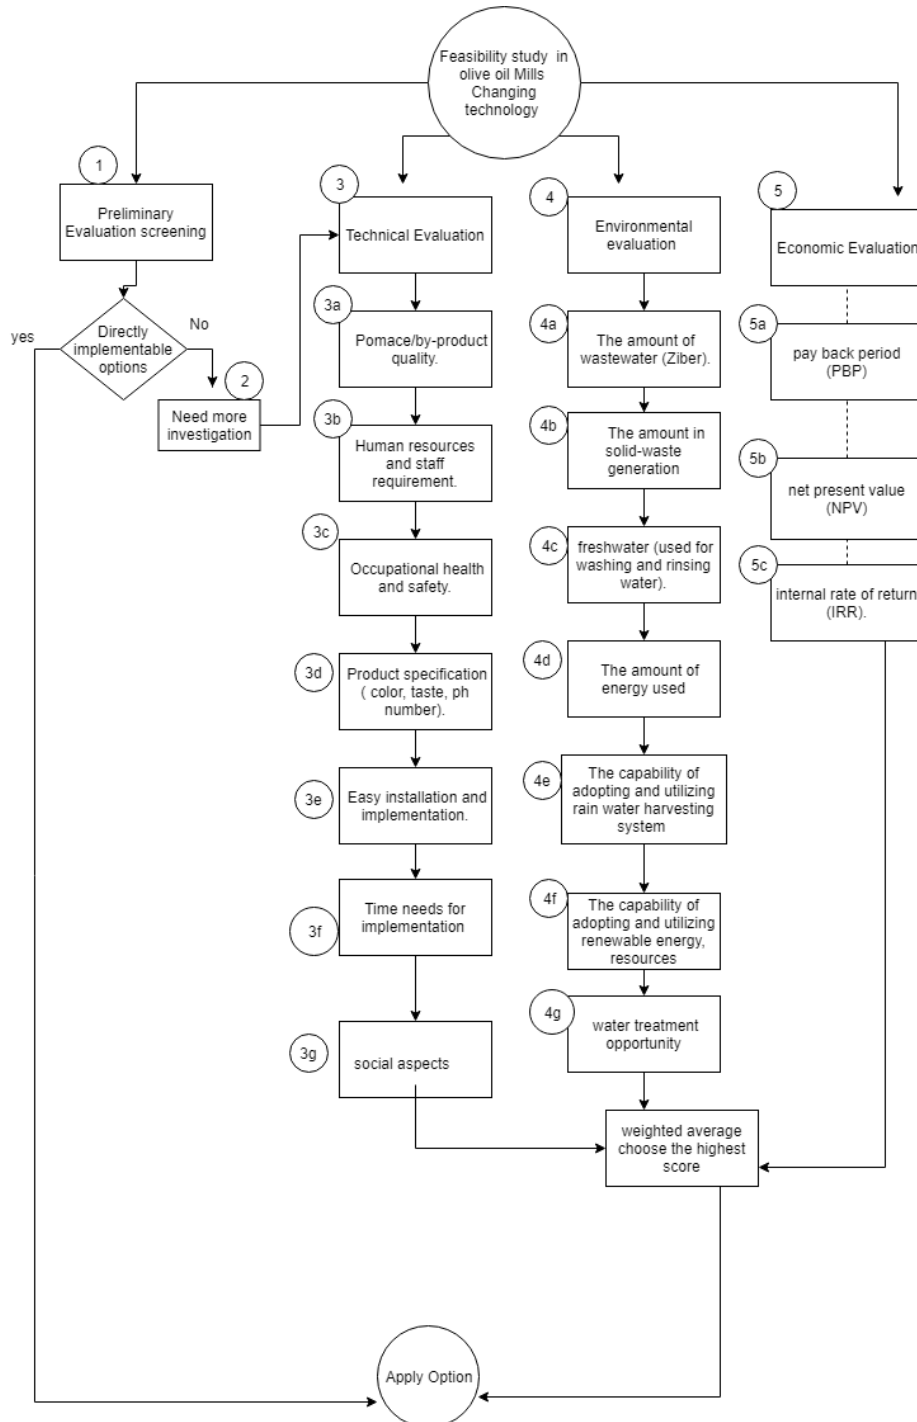 Feasibility study in
olive oil Mills
Changing
technology
1
Preliminary
Evaluation screening
yes
Directly
implementable
options
No
2
Need more
investigation
3
Technical Evaluation
3a
Pomace/by-product
quality.
3b
Human resources
and staff
requirement.
3c
Occupational health
and safety.
3d
Product specification
( color, taste, ph
number).
3e
Easy installation and
implementation.
3f
Time needs for
implementation
3g
social aspects
4
Environmental
evaluation
4a
The amount of
wastewater (Ziber).
4b
The amount in
solid-waste
generation
4c
freshwater (used for
washing and rinsing
water).
4d
The amount of
energy used
4e
The capability of
adopting and utilizing
rain water harvesting
system
4f
The capability of
adopting and utilizing
renewable energy,
resources
4g
water treatment
opportunity
5
Economic Evaluation
5a
pay back period
(PBP)
5b
net present value
(NPV)
5c
internal rate of return
(IRR).
weighted average
choose the highest
score
Apply Option